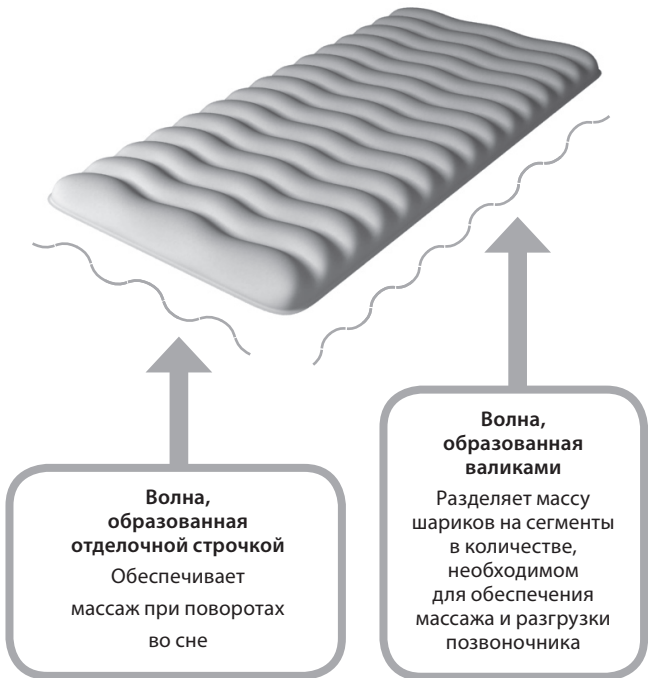 Волна,
образованная
отделочной строчкой
Обеспечивает
массаж при поворотах
во сне
Волна,
образованная
валиками
Разделяет массу
шариков на сегменты
в количестве,
необходимом
для обеспечения
массажа и разгрузки
позвоночника